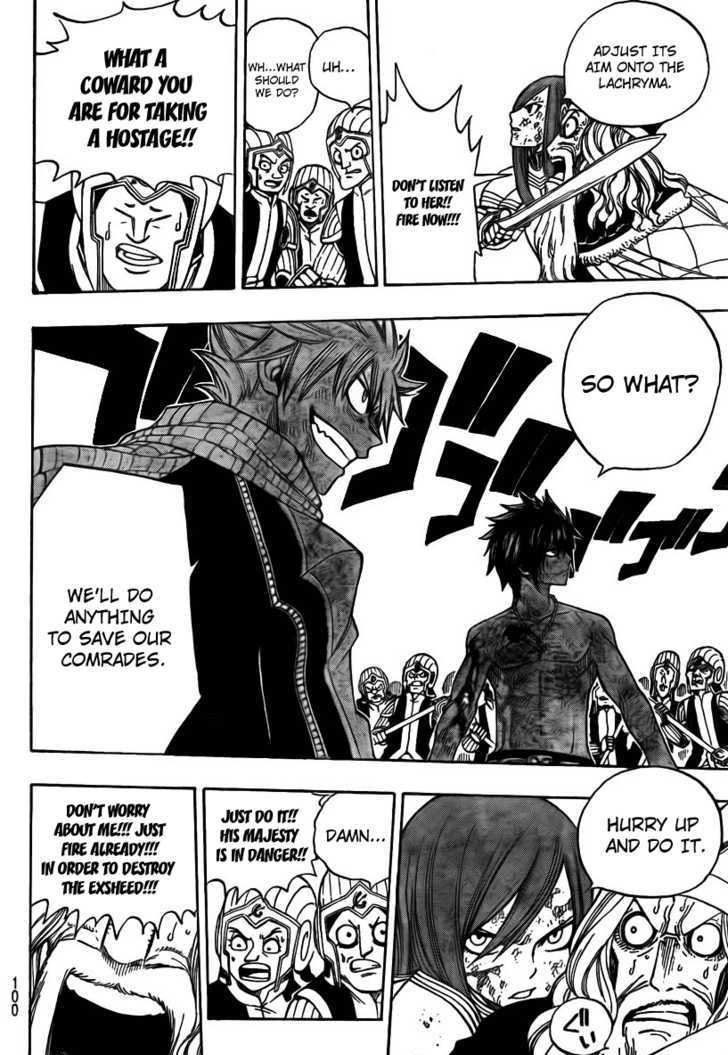 ADJUST ITS
AIM ONTO THE
LACHRYMA.
DON'T LISTEN
TO HER!!
FIRE NOW!!!
UH...
WH...WHAT
SHOULD
WE DO?
WHAT A
COWARD YOU
ARE FOR TAKING
A HOSTAGE!!
SO WHAT?
WE'LL DO
ANYTHING
TO SAVE OUR
COMRADES.
HURRY UP
AND DO IT.
ぐい
DAMN...
JUST DO IT!!
HIS MAJESTY
IS IN DANGER!!
DON'T WORRY
ABOUT ME!!! JUST
FIRE ALREADY!!!
IN ORDER TO DESTROY
THE EXSHEED!!!
100